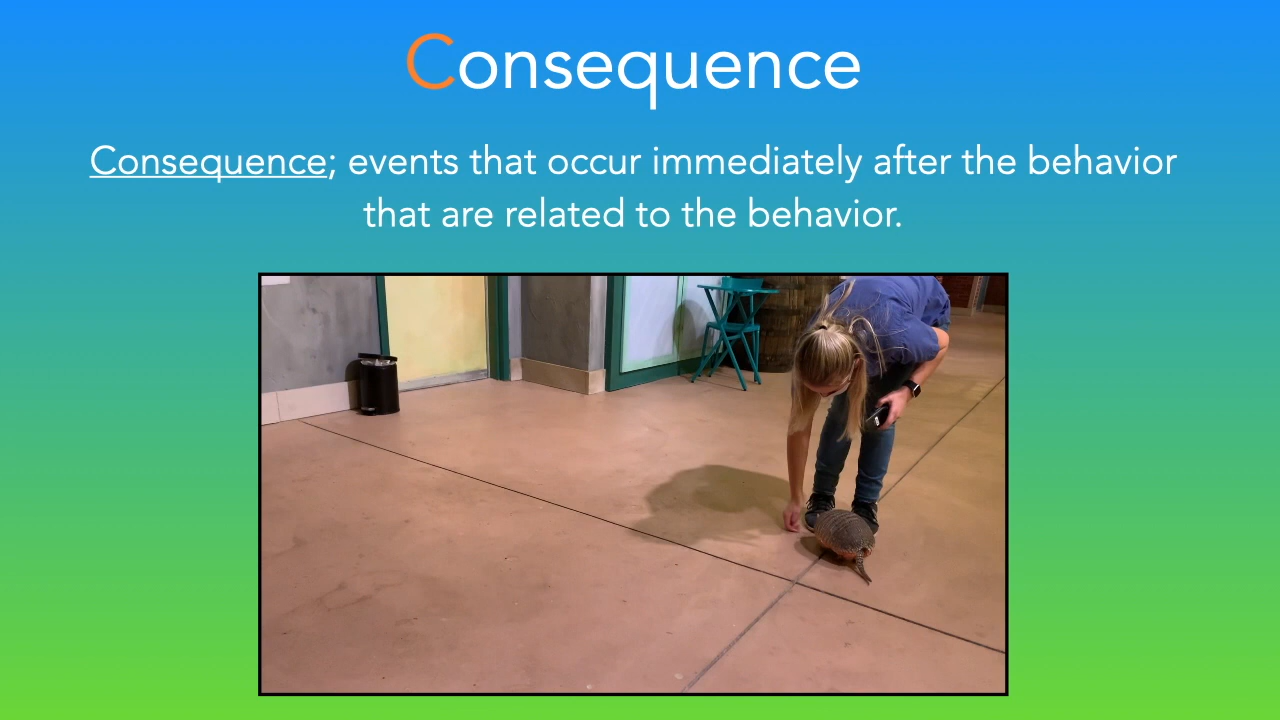 Consequence
Consequence; events that occur immediately after the behavior
that are related to the behavior.